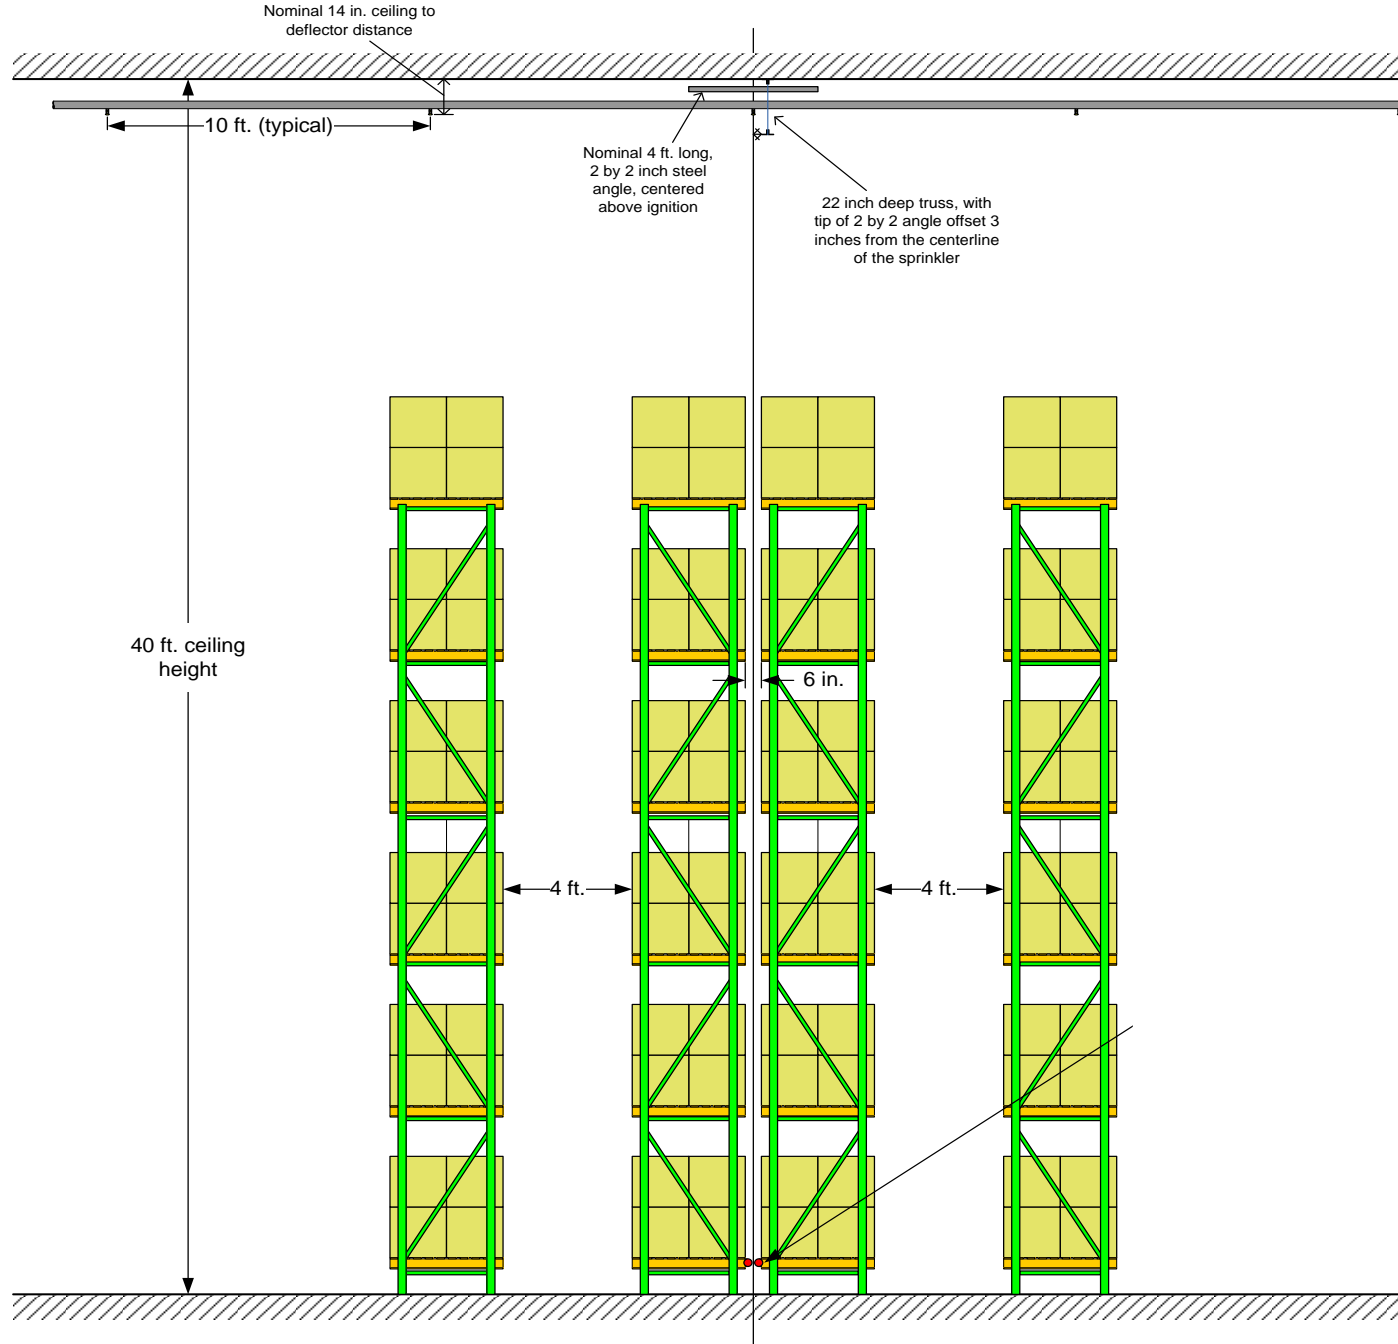 Nominal 14 in. ceiling to
deflector distance
10 ft. (typical)
Nominal 4 ft. long,
2 by 2 inch steel
angle, centered
above ignition
22 inch deep truss, with
tip of 2 by 2 angle offset 3
inches from the centerline
of the sprinkler
40 ft. ceiling
height
6 in.
4 ft.
4 ft.